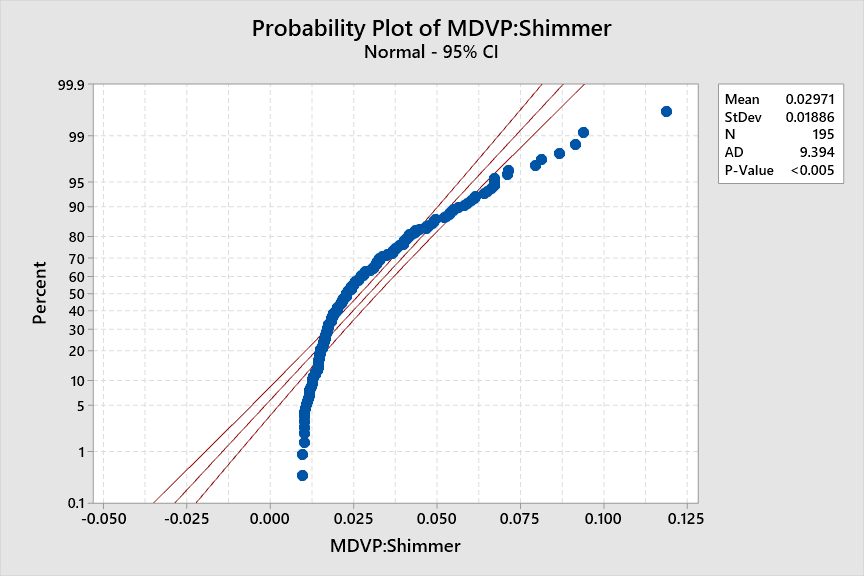 Probability Plot of MDVP:Shimmer
Normal - 95% CI
99.9
99
95
90
80
70
60
50
40
30
20
10
5
1
0.1
Percent
-0.050
-0.025
0.000
0.025
0.050
0.075
0.100
0.125
MDVP:Shimmer
Mean 0.02971
StDev 0.01886
N 195
AD 9.394
P-Value <0.005